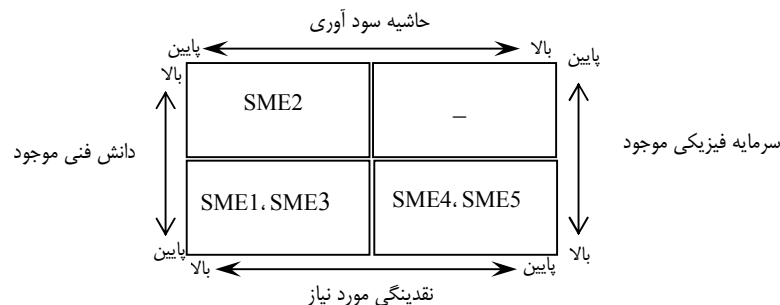 حاشیه سود آوری
پایین
بالا
پایین
بالا
SME2
–
دانش فنی موجود
سرمایه فیزیکی موجود
SME1، SME3
SME4، SME5
پایین
بالا
بالا
پایین
نقدینگی مورد نیاز